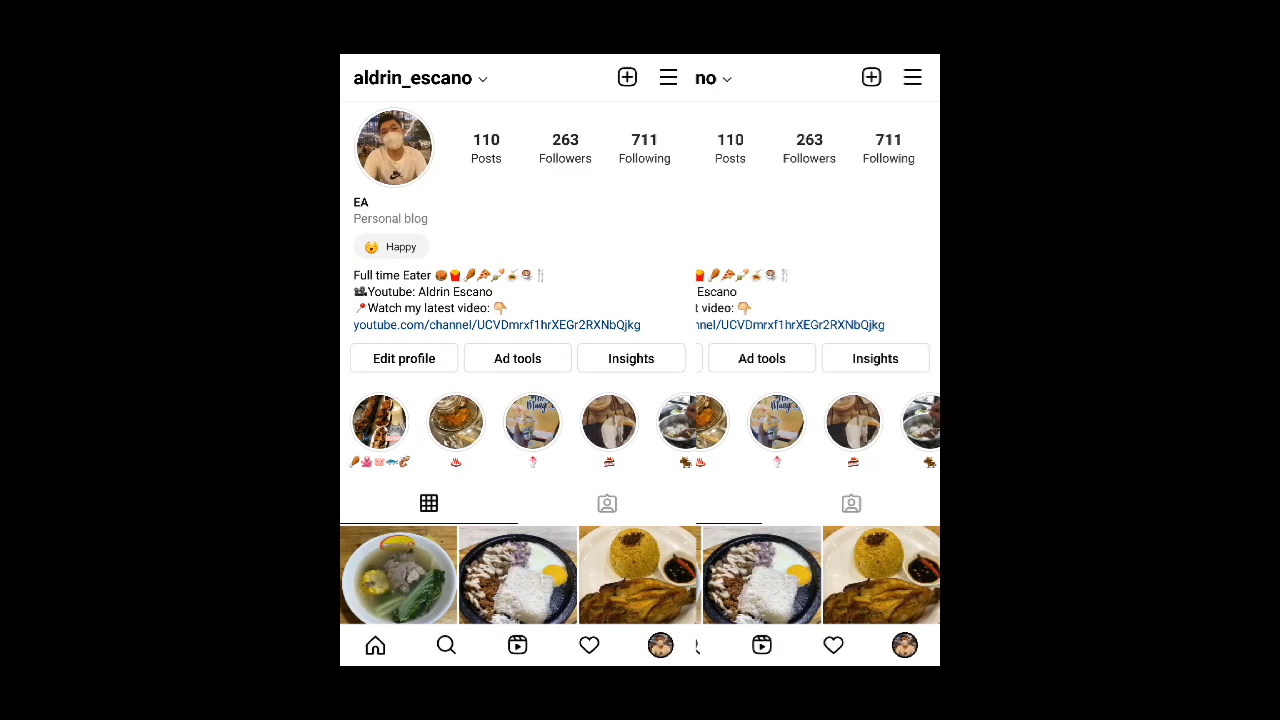 aldrin_escano no
110 263 711 110 263 711
Posts Followers Following Posts Followers Following
EA
Personal blog
Happy
Full time Eater
Youtube: Aldrin Escano Escano
Watch my latest video: t video:
youtube.com/channel/UCVDmrxf1hrXEGr2RXNbQjkg nnel/UCVDmrxf1hrXEGr2RXNbQjkg
Edit profile Ad tools Insights Ad tools Insights